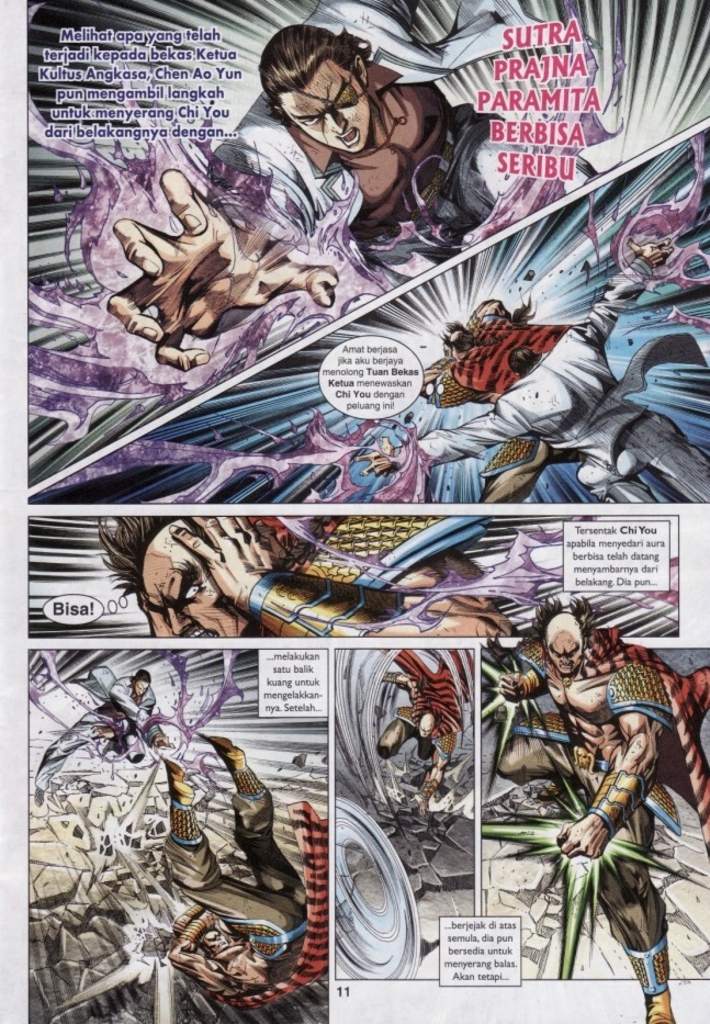 Melihat apa yang telah
terjadi kepada bekas Ketua
Kultus Angkasa, Chen Ao Yun
pun mengambil langkah
untuk menyerang Chi You
dari belakangnya dengan...
SUTRA
PRAJNA
PARAMITA
BERBISA
SERIBU
Amat berjasa
jika aku berjaya
menolong Tuan Bekas
Ketua menewaskan
Chi You dengan
peluang ini!
Bisa!
Tersentak Chi You
apabila menyedari aura
berbisa telah datang
menyambarnya dari
belakang. Dia pun...
...melakukan
satu balik
kuang untuk
mengelakkan-
nya. Setelah...
...berjejak di atas
semula, dia pun
bersedia untuk
menyerang balas.
Akan tetapi...
11